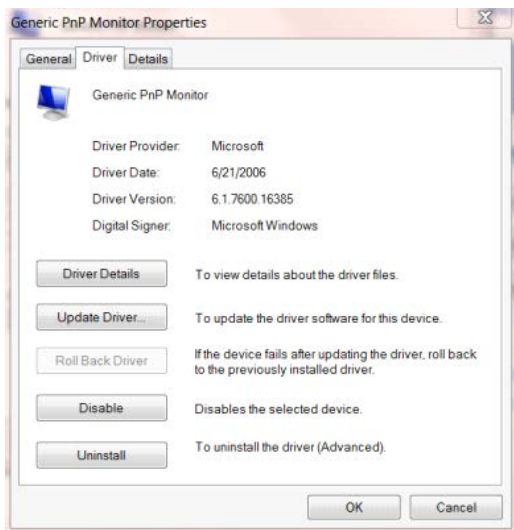 Generic PnP Monitor Properties
General Driver Details
Generic PnP Monitor
Driver Provider: Microsoft
Driver Date: 6/21/2006
Driver Version: 6.1.7600.16385
Digital Signer: Microsoft Windows
Driver Details To view details about the driver files.
Update Driver... To update the driver software for this device.
Roll Back Driver If the device fails after updating the driver, roll back
to the previously installed driver.
Disable Disables the selected device.
Uninstall To uninstall the driver (Advanced).
OK Cancel